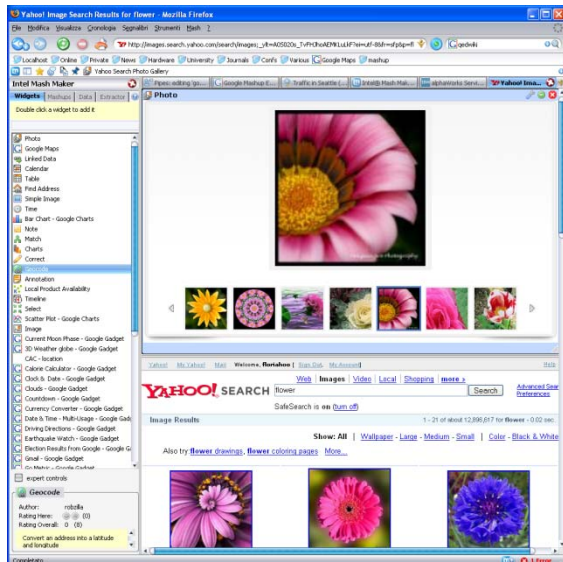 Yahoo! Image Search Results for flower - Mozilla Firefox
File Modifica Visualizza Cronologia Segnalibri Strumenti Mash ?
gedwiki
Localhost Online Private News Hardware University Journals Confs Various Google Maps mashup
Yahoo Search Photo Gallery
Intel Mash Maker
Pipes: editing 'gs...
Google Mashup E...
Traffic in Seattle (...
Intel® Mash Mak...
alphaWorks Servi...
Yahoo! Ima...
Widgets Mashups Data Extractor
Double click a widget to add it
Photo
Photo
Google Maps
Linked Data
Calendar
Table
Find Address
Simple Image
Time
Bar Chart - Google Charts
Note
Match
Charts
Correct
Geocode
Annotation
Local Product Availability
Timeline
Select
Scatter Plot - Google Charts
Image
Current Moon Phase - Google Gadget
3D Weather globe - Google Gadget
CAC - location
Calorie Calculator - Google Gadget
Clock & Date - Google Gadget
Clouds - Google Gadget
Countdown - Google Gadget
Currency Converter - Google Gadget
Date & Time - Multi-Usage - Google Gad
Driving Directions - Google Gadget
Earthquake Watch - Google Gadget
Election Results from Google - Google Ga
Gmail - Google Gadget
expert controls
Geocode
Author: robzilla
Rating Here: (0)
Rating Overall: 0 (8)
Convert an address into a latitude
and longitude
Yahoo! My Yahoo! Mail Welcome, floriahoo [ Sign Out, My Account] Help
Web | Images | Video | Local | Shopping | more »
YAHOO! SEARCH flower Search Advanced Sear
Preferences
SafeSearch is on (turn off)
Image Results 1 - 21 of about 12,896,617 for flower - 0.02 sec.
Show: All | Wallpaper - Large - Medium - Small | Color - Black & White
Also try: flower drawings, flower coloring pages More...
Completato 1 Error